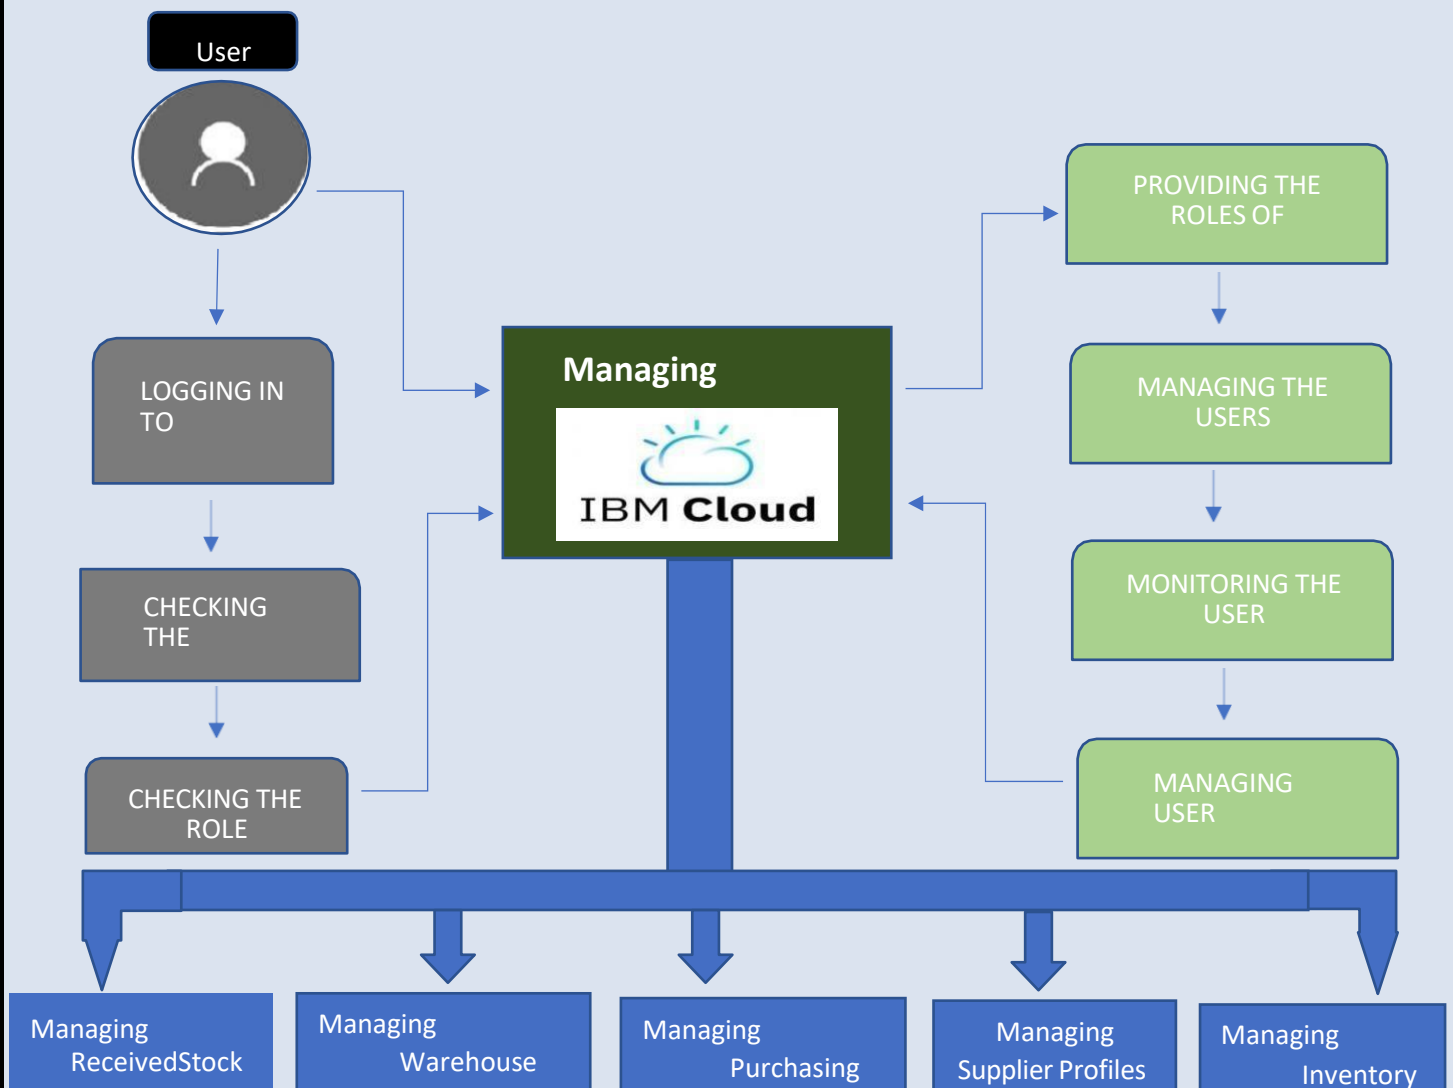 User
LOGGING IN
TO
CHECKING
THE
CHECKING THE
ROLE
Managing
IBM Cloud
PROVIDING THE
ROLES OF
MANAGING THE
USERS
MONITORING THE
USER
MANAGING
USER
Managing
ReceivedStock
Managing
Warehouse
Managing
Purchasing
Managing
Supplier Profiles
Managing
Inventory